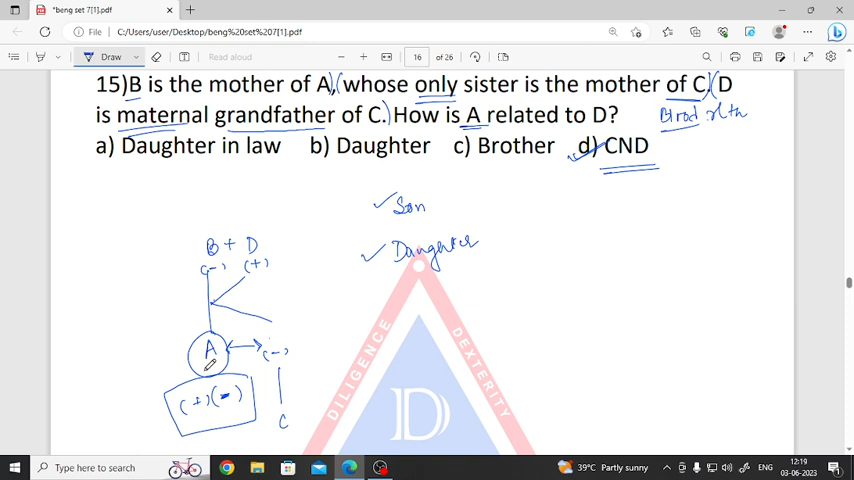 *beng set 7[1].pdf
File
C:/Users/user/Desktop/beng%20set%207[1].pdf
Draw
Read aloud
16
of 26
15)B is the mother of A,(whose only sister is the mother of C)(D
is maternal grandfather of C.)How is A related to D?
Blood
a) Daughter in law b) Daughter c) Brother d) CND
Son
Daughter
B + D
(-) (+)
A
(-)
(+)(-)
C
DILIGENCE
DEXTERITY
D
Type here to search
39°C Partly sunny
ENG
12:19
03-06-2023